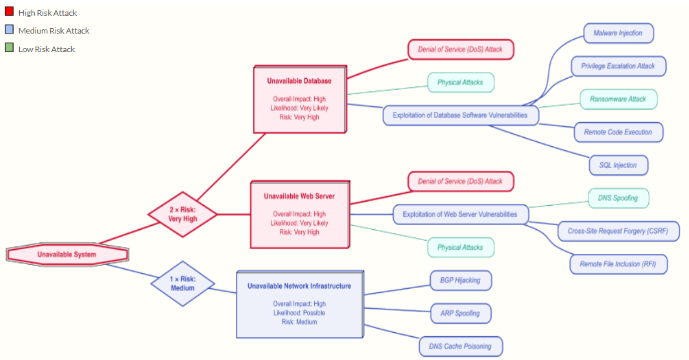 High Risk Attack
Medium Risk Attack
Low Risk Attack
Unavailable System
2 × Risk:
Very High
1 × Risk:
Medium
Unavailable Database
Overall Impact: High
Likelihood: Very Likely
Risk: Very High
Denial of Service (DoS) Attack
Physical Attacks
Exploitation of Database Software Vulnerabilities
Malware Injection
Privilege Escalation Attack
Ransomware Attack
Remote Code Execution
SQL Injection
Unavailable Web Server
Overall Impact: High
Likelihood: Very Likely
Risk: Very High
Denial of Service (DoS) Attack
Exploitation of Web Server Vulnerabilities
Physical Attacks
DNS Spoofing
Cross-Site Request Forgery (CSRF)
Remote File Inclusion (RFI)
Unavailable Network Infrastructure
Overall Impact: High
Likelihood: Possible
Risk: Medium
BGP Hijacking
ARP Spoofing
DNS Cache Poisoning